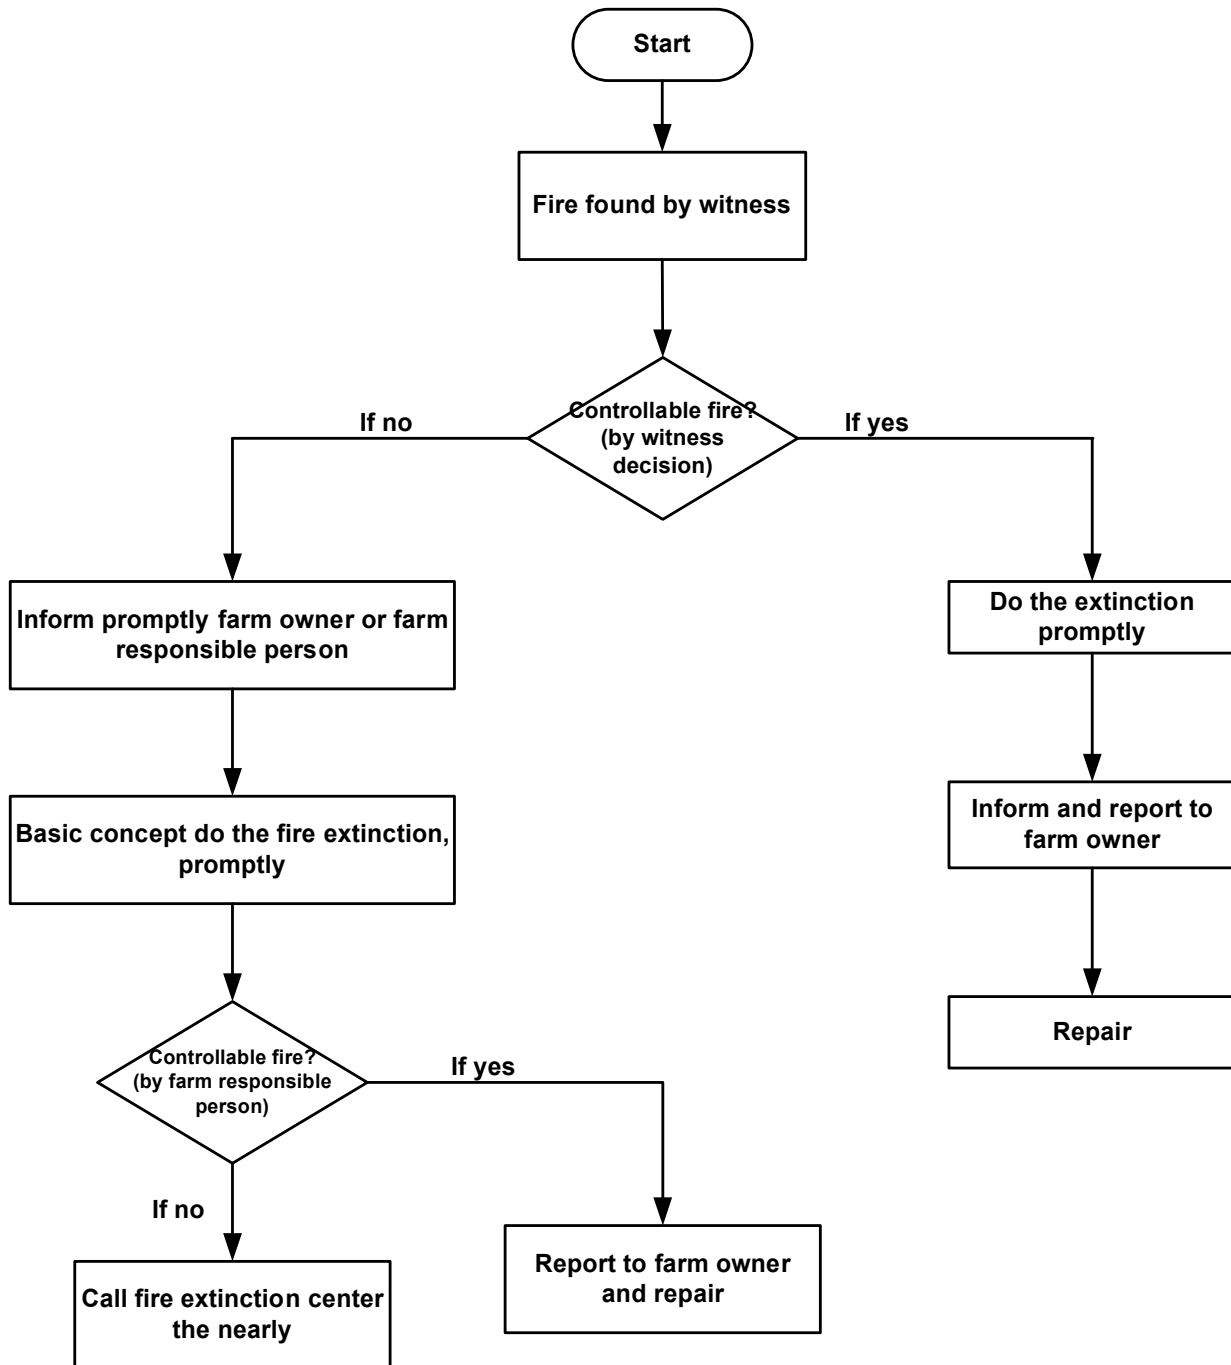 Start
Fire found by witness
Controllable fire?
(by witness
decision)
If no
If yes
Inform promptly farm owner or farm
responsible person
Do the extinction
promptly
Basic concept do the fire extinction,
promptly
Inform and report to
farm owner
Repair
Controllable fire?
(by farm responsible
person)
If yes
If no
Report to farm owner
and repair
Call fire extinction center
the nearly